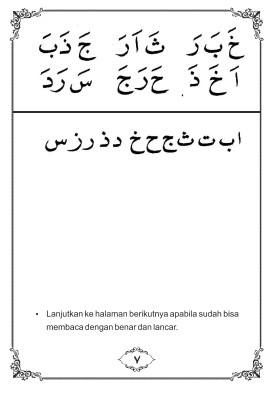 خَبَرَ ثَاَرَ جَذَبَ
اَخَذَ حَرَجَ سَرَدَ
ا ب ت ث ج ح خ د ذ ر ز س
• Lanjutkan ke halaman berikutnya apabila sudah bisa
membaca dengan benar dan lancar.
٧